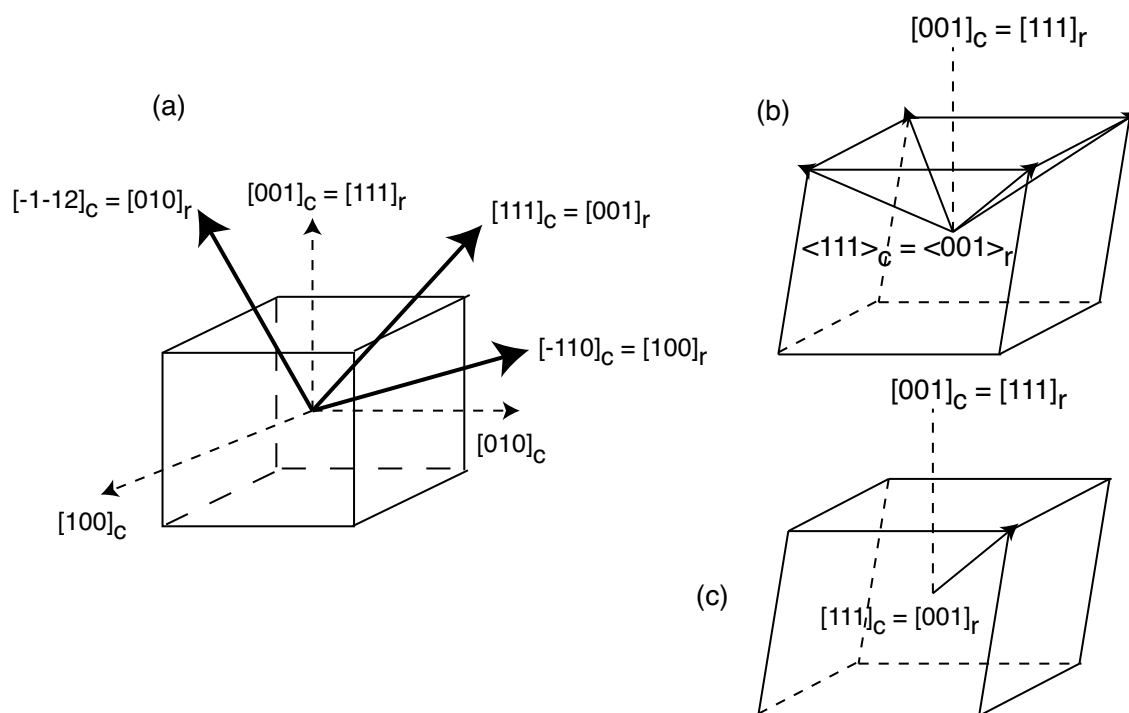 (a)
[-1-12]c = [010]r
[001]c = [111]r
[111]c = [001]r
[-110]c = [100]r
[010]c
[100]c
[001]c = [111]r
(b)
<111>c = <001>r
[001]c = [111]r
(c)
[111]c = [001]r